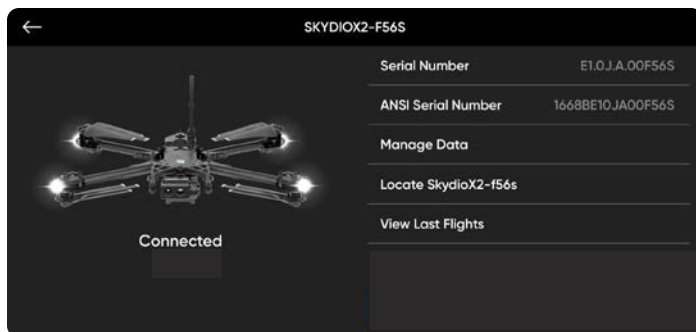 SKYDIOX2-F56S
Serial Number E1.0J.A.00F56S
ANSI Serial Number 1668BE10JA00F56S
Manage Data
Locate SkydioX2-f56s
View Last Flights
Connected